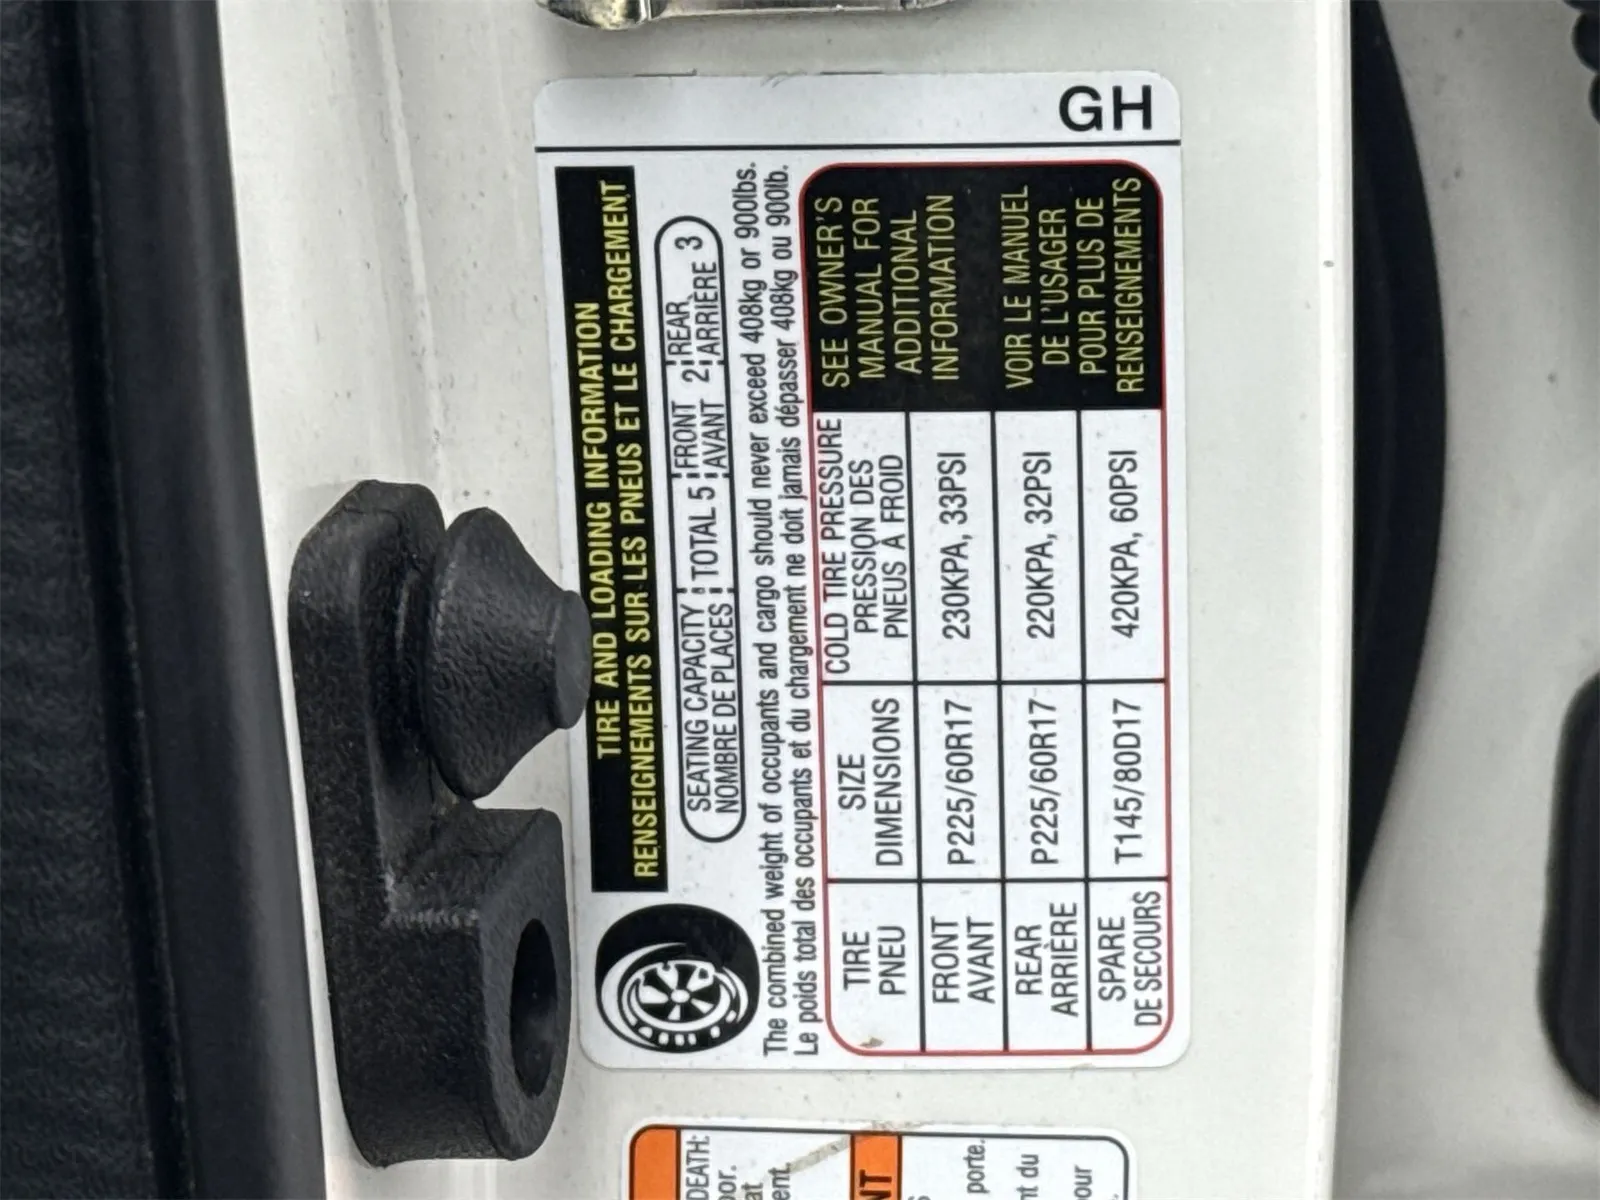 GH
TIRE AND LOADING INFORMATION
RENSEIGNEMENTS SUR LES PNEUS ET LE CHARGEMENT
SEATING CAPACITY TOTAL 5 FRONT 2 REAR 3
NOMBRE DE PLACES AVANT ARRIÈRE
The combined weight of occupants and cargo should never exceed 408kg or 900lbs.
Le poids total des occupants et du chargement ne doit jamais dépasser 408kg ou 900lb.
TIRE SIZE COLD TIRE PRESSURE
PNEU DIMENSIONS PRESSION DES
PNEUS À FROID
FRONT P225/60R17 230KPA, 33PSI
AVANT
REAR P225/60R17 220KPA, 32PSI
ARRIÈRE
SPARE T145/80D17 420KPA, 60PSI
DE SECOURS
SEE OWNER'S
MANUAL FOR
ADDITIONAL
INFORMATION
VOIR LE MANUEL
DE L'USAGER
POUR PLUS DE
RENSEIGNEMENTS
DEATH:
porte.